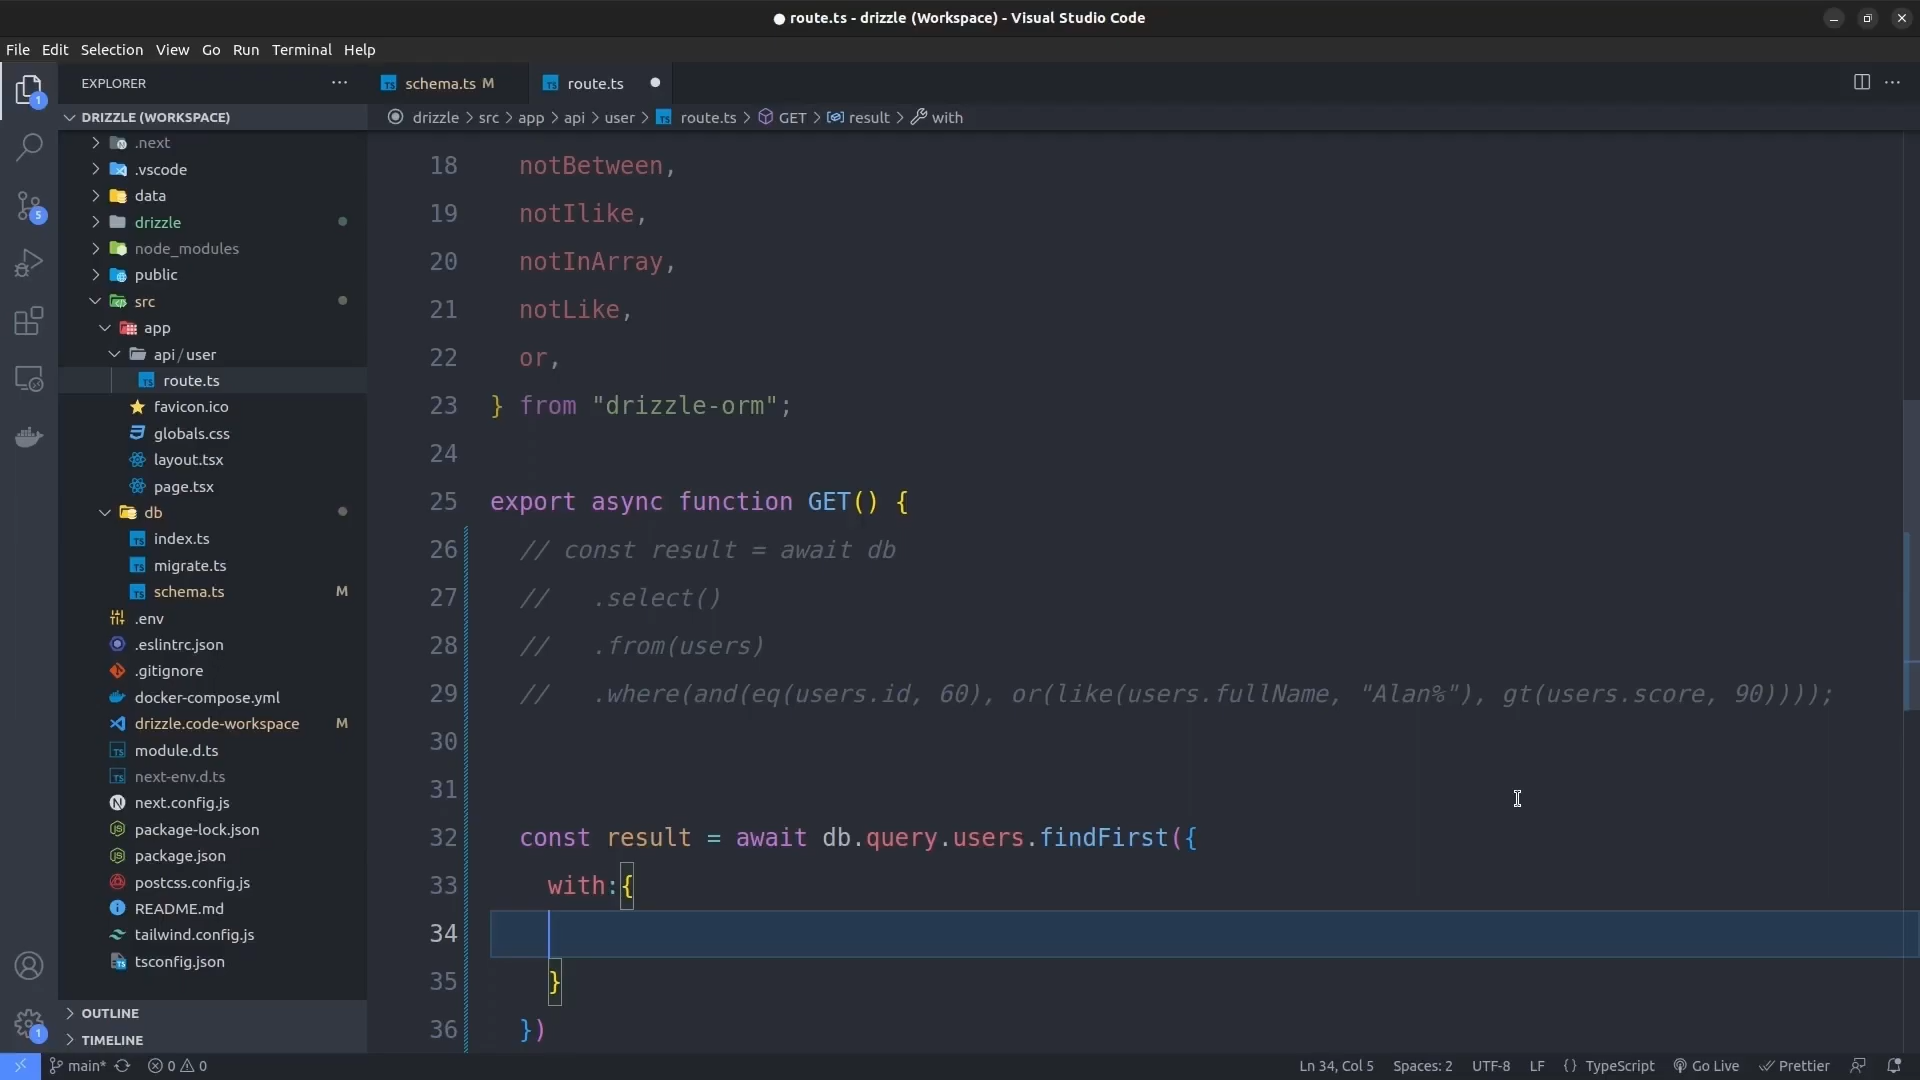 route.ts - drizzle (Workspace) - Visual Studio Code
File Edit Selection View Go Run Terminal Help
EXPLORER
schema.ts M
route.ts
DRIZZLE (WORKSPACE)
drizzle > src > app > api > user > route.ts > GET > result > with
.next
.vscode
data
drizzle
node_modules
public
src
app
api/user
route.ts
favicon.ico
globals.css
layout.tsx
page.tsx
db
index.ts
migrate.ts
schema.ts M
.env
.eslintrc.json
.gitignore
docker-compose.yml
drizzle.code-workspace M
module.d.ts
next-env.d.ts
next.config.js
package-lock.json
package.json
postcss.config.js
README.md
tailwind.config.js
tsconfig.json
OUTLINE
TIMELINE
1
5
1
18 notBetween,
19 notIlike,
20 notInArray,
21 notLike,
22 or,
23 } from "drizzle-orm";
24
25 export async function GET() {
26 // const result = await db
27 // .select()
28 // .from(users)
29 // .where(and(eq(users.id, 60), or(like(users.fullName, "Alan%"), gt(users.score, 90))));
30
31
32 const result = await db.query.users.findFirst({
33 with:{
34
35 }
36 })
main* 0 0
Ln 34, Col 5 Spaces: 2 UTF-8 LF {} TypeScript Go Live Prettier